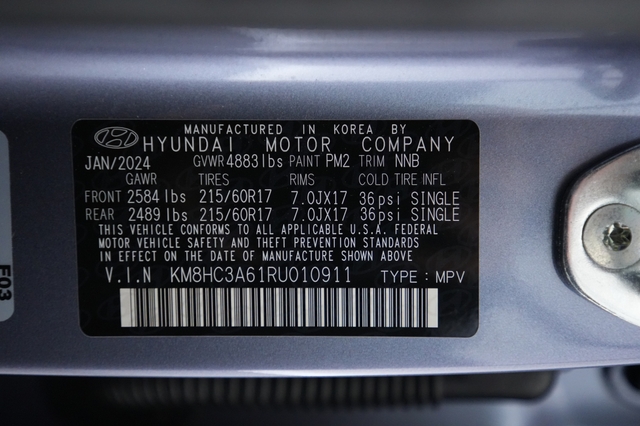 MANUFACTURED IN KOREA BY
HYUNDAI MOTOR COMPANY
JAN/2024 GVWR 4883lbs PAINT PM2 TRIM NNB
GAWR TIRES RIMS COLD TIRE INFL
FRONT 2584 lbs 215/60R17 7.0JX17 36psi SINGLE
REAR 2489 lbs 215/60R17 7.0JX17 36psi SINGLE
THIS VEHICLE CONFORMS TO ALL APPLICABLE U.S.A. FEDERAL
MOTOR VEHICLE SAFETY AND THEFT PREVENTION STANDARDS
IN EFFECT ON THE DATE OF MANUFACTURE SHOWN ABOVE
V.I.N KM8HC3A61RU010911 TYPE : MPV
F03